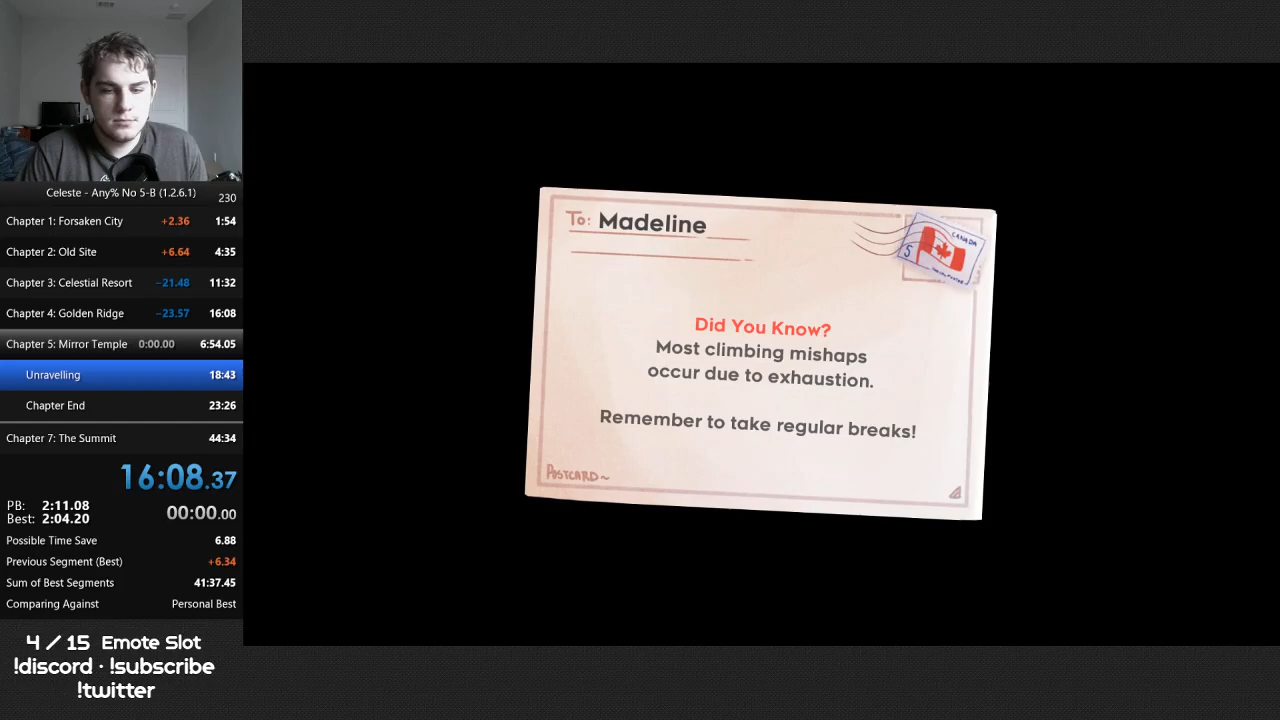 Celeste - Any% No 5-B (1.2.6.1) 230
Chapter 1: Forsaken City +2.36 1:54
Chapter 2: Old Site +6.64 4:35
Chapter 3: Celestial Resort −21.48 11:32
Chapter 4: Golden Ridge −23.57 16:08
Chapter 5: Mirror Temple 0:00.00 6:54.05
Unravelling 18:43
Chapter End 23:26
Chapter 7: The Summit 44:34
16:08.37
PB: 2:11.08
Best: 2:04.20
00:00.00
Possible Time Save 6.88
Previous Segment (Best) +6.34
Sum of Best Segments 41:37.45
Comparing Against Personal Best
4 / 15 Emote Slot
!discord · !subscribe
!twitter
To: Madeline
CANADA
5
Did You Know?
Most climbing mishaps
occur due to exhaustion.
Remember to take regular breaks!
POSTCARD~